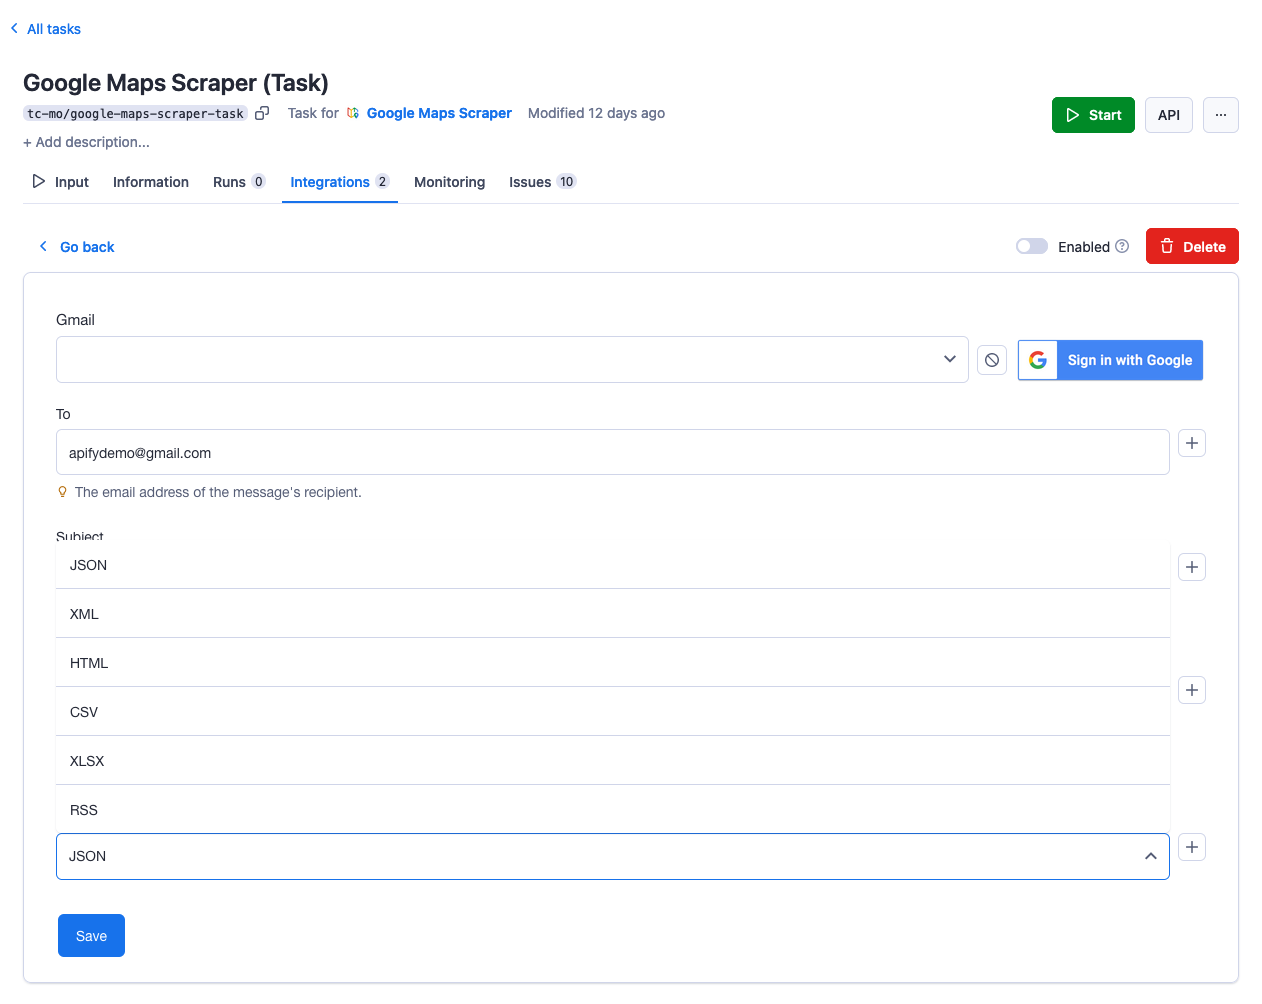 All tasks
Google Maps Scraper (Task)
tc-mo/google-maps-scraper-task Task for Google Maps Scraper Modified 12 days ago
+ Add description...
Start API ...
Input Information Runs 0 Integrations 2 Monitoring Issues 10
Go back Enabled Delete
Gmail
Sign in with Google
To
apifydemo@gmail.com
The email address of the message's recipient.
Subject
JSON
XML
HTML
CSV
XLSX
RSS
JSON
Save